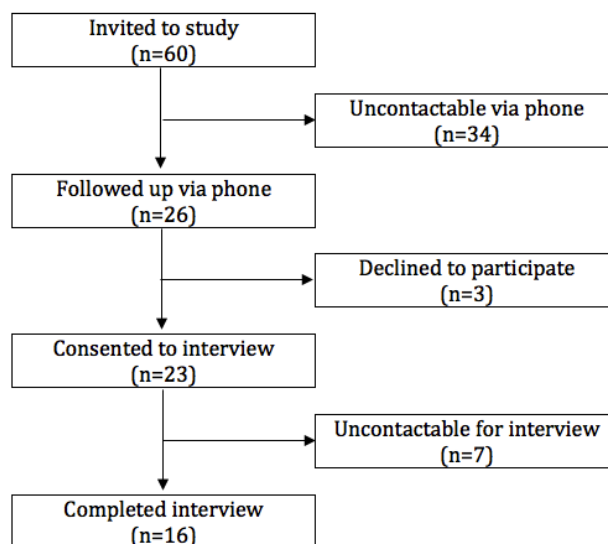 Invited to study
(n=60)
Uncontactable via phone
(n=34)
Followed up via phone
(n=26)
Declined to participate
(n=3)
Consented to interview
(n=23)
Uncontactable for interview
(n=7)
Completed interview
(n=16)